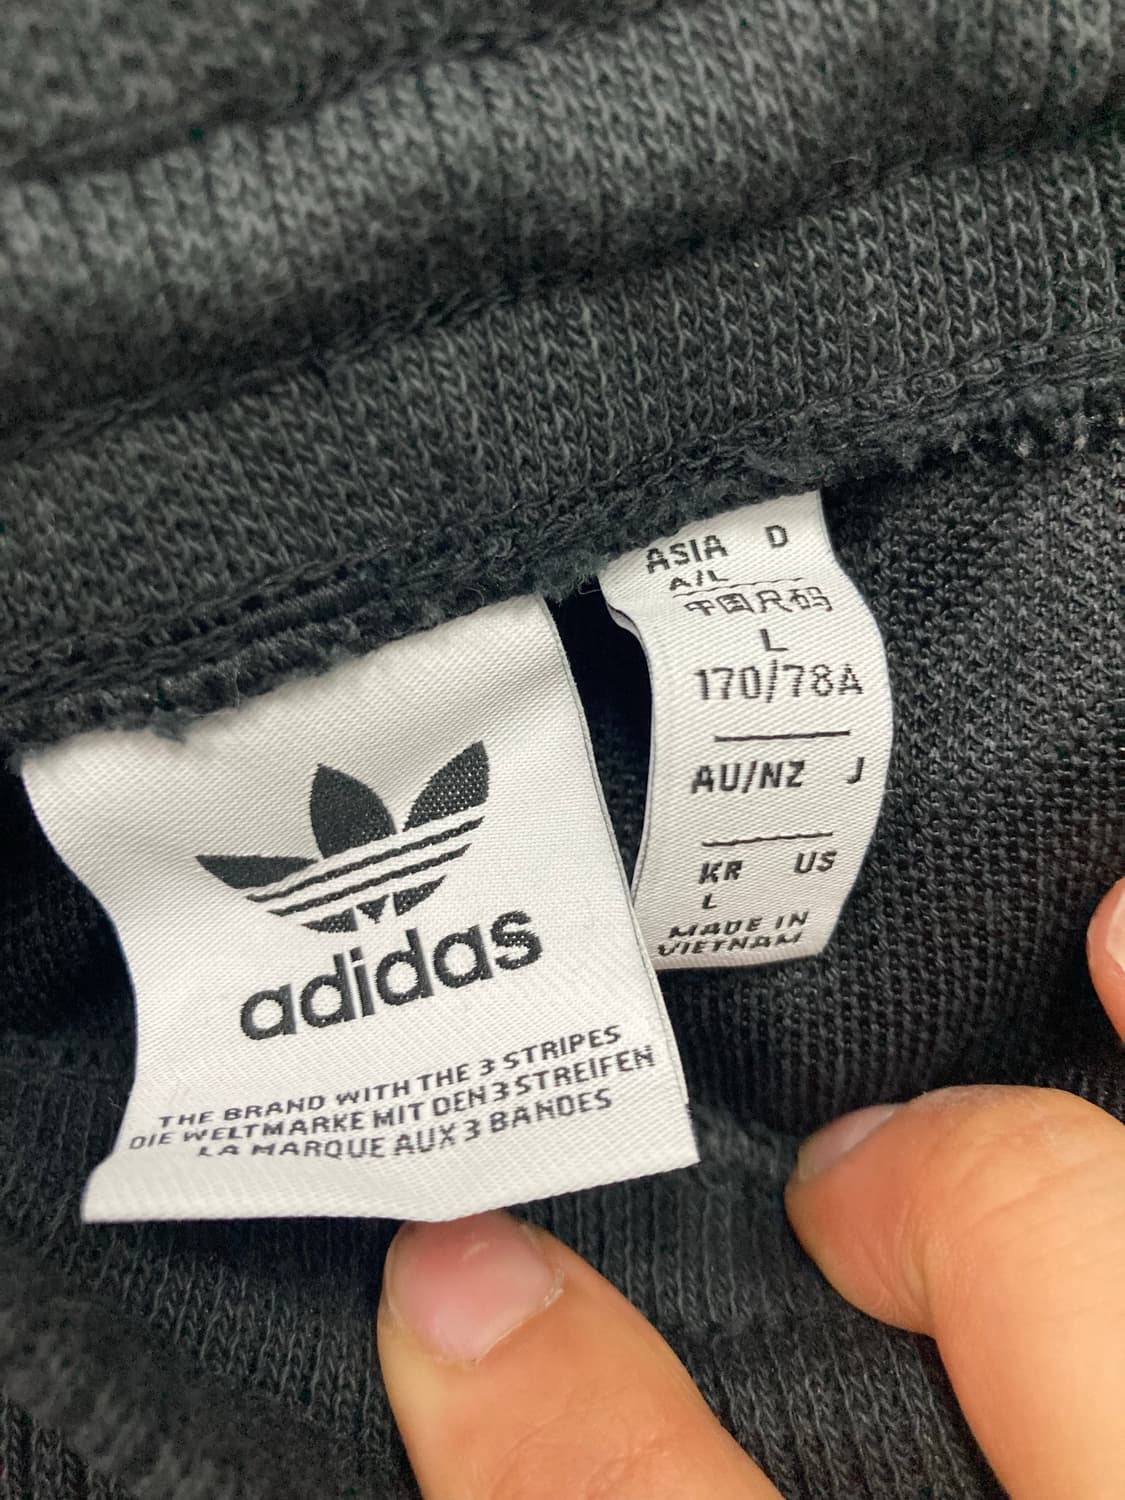 adidas
THE BRAND WITH THE 3 STRIPES
DIE WELTMARKE MIT DEN 3 STREIFEN
LA MARQUE AUX 3 BANDES
ASIA D
A/L
中国尺码
L
170/78A
AU/NZ J
KR US
L
MADE IN
VIETNAM